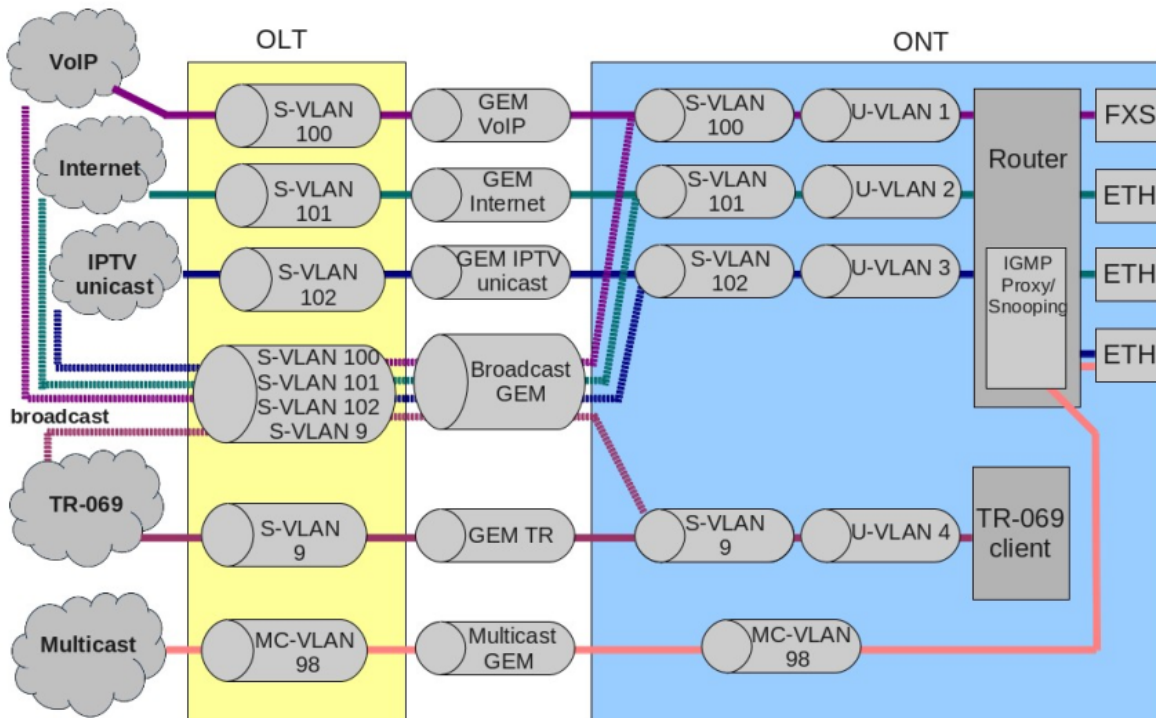 OLT
ONT
VoIP
S-VLAN
100
GEM
VoIP
S-VLAN
100
U-VLAN 1
Router
FXS
Internet
S-VLAN
101
GEM
Internet
S-VLAN
101
U-VLAN 2
ETH
IPTV
unicast
S-VLAN
102
GEM IPTV
unicast
S-VLAN
102
U-VLAN 3
IGMP
Proxy/
Snooping
ETH
ETH
S-VLAN 100
S-VLAN 101
S-VLAN 102
S-VLAN 9
Broadcast
GEM
broadcast
TR-069
S-VLAN
9
GEM TR
S-VLAN
9
U-VLAN 4
TR-069
client
Multicast
MC-VLAN
98
Multicast
GEM
MC-VLAN
98